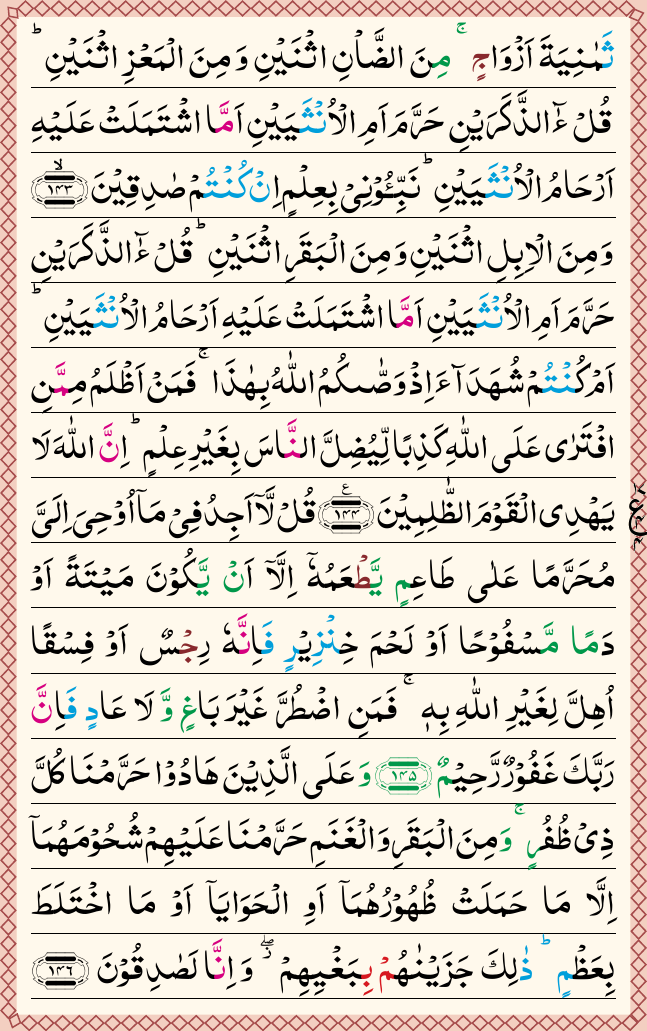 ثَمٰنِيَةَ اَزْوَاجٍ ۚ مِنَ الضَّاْنِ اثْنَيْنِ وَمِنَ الْمَعْزِ اثْنَيْنِ ؕ
قُلْ ءٰٓالذَّكَرَيْنِ حَرَّمَ اَمِ الْاُنْثَيَيْنِ اَمَّا اشْتَمَلَتْ عَلَيْهِ
اَرْحَامُ الْاُنْثَيَيْنِ ؕ نَبِّـُٔوْنِیْ بِعِلْمٍ اِنْ كُنْتُمْ صٰدِقِيْنَ ۙ﴿۱۴۳﴾
وَمِنَ الْاِبِلِ اثْنَيْنِ وَمِنَ الْبَقَرِ اثْنَيْنِ ؕ قُلْ ءٰٓالذَّكَرَيْنِ
حَرَّمَ اَمِ الْاُنْثَيَيْنِ اَمَّا اشْتَمَلَتْ عَلَيْهِ اَرْحَامُ الْاُنْثَيَيْنِ ؕ
اَمْ كُنْتُمْ شُهَدَآءَ اِذْ وَصّٰىكُمُ اللّٰهُ بِهٰذَا ۚ فَمَنْ اَظْلَمُ مِمَّنِ
افْتَرٰی عَلَی اللّٰهِ كَذِبًا لِّيُضِلَّ النَّاسَ بِغَيْرِ عِلْمٍ ؕ اِنَّ اللّٰهَ لَا
يَهْدِی الْقَوْمَ الظّٰلِمِيْنَ ﴿۱۴۴﴾ ع قُلْ لَّاۤ اَجِدُ فِیْ مَاۤ اُوْحِیَ اِلَیَّ
مُحَرَّمًا عَلٰی طَاعِمٍ يَّطْعَمُهٗۤ اِلَّاۤ اَنْ يَّكُوْنَ مَيْتَةً اَوْ
دَمًا مَّسْفُوْحًا اَوْ لَحْمَ خِنْزِيْرٍ فَاِنَّهٗ رِجْسٌ اَوْ فِسْقًا
اُهِلَّ لِغَيْرِ اللّٰهِ بِهٖ ۚ فَمَنِ اضْطُرَّ غَيْرَ بَاغٍ وَّلَا عَادٍ فَاِنَّ
رَبَّكَ غَفُوْرٌ رَّحِيْمٌ ﴿۱۴۵﴾ وَعَلَی الَّذِيْنَ هَادُوْا حَرَّمْنَا كُلَّ
ذِیْ ظُفُرٍ ۚ وَمِنَ الْبَقَرِ وَالْغَنَمِ حَرَّمْنَا عَلَيْهِمْ شُحُوْمَهُمَاۤ
اِلَّا مَا حَمَلَتْ ظُهُوْرُهُمَاۤ اَوِ الْحَوَايَاۤ اَوْ مَا اخْتَلَطَ
بِعَظْمٍ ؕ ذٰلِكَ جَزَيْنٰهُمْ بِبَغْيِهِمْ ۖ٘ وَاِنَّا لَصٰدِقُوْنَ ﴿۱۴۶﴾